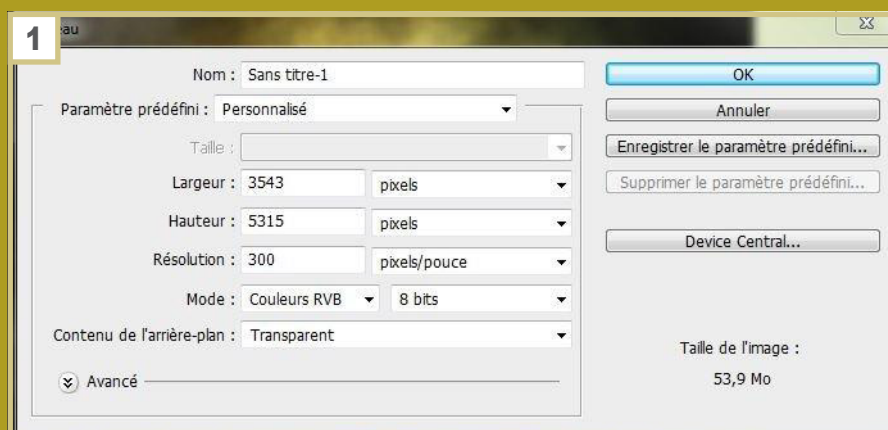 1
eau
Nom : Sans titre-1
OK
Paramètre prédéfini : Personnalisé
Annuler
Taille :
Enregistrer le paramètre prédéfini...
Largeur : 3543 pixels
Supprimer le paramètre prédéfini...
Hauteur : 5315 pixels
Device Central...
Résolution : 300 pixels/pouce
Mode : Couleurs RVB 8 bits
Contenu de l'arrière-plan : Transparent
Taille de l'image :
53,9 Mo
Avancé